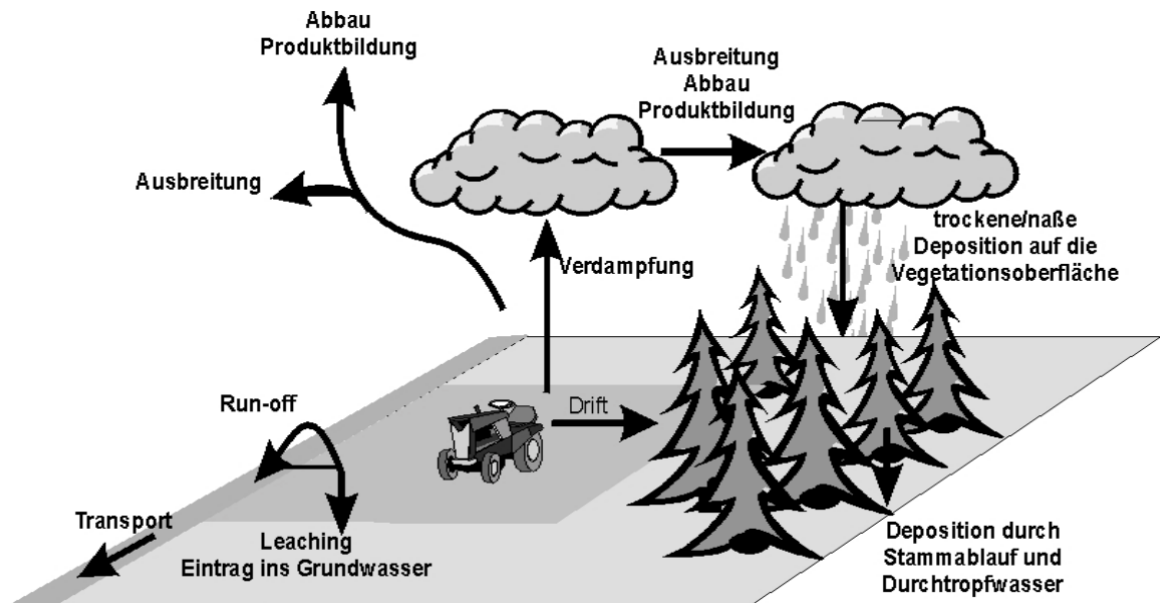 Abbau
Produktbildung
Ausbreitung
Abbau
Produktbildung
Ausbreitung
trockene/naße
Deposition auf die
Vegetationsoberfläche
Verdampfung
Run-off
Drift
Transport
Leaching
Eintrag ins Grundwasser
Deposition durch
Stammablauf und
Durchtropfwasser